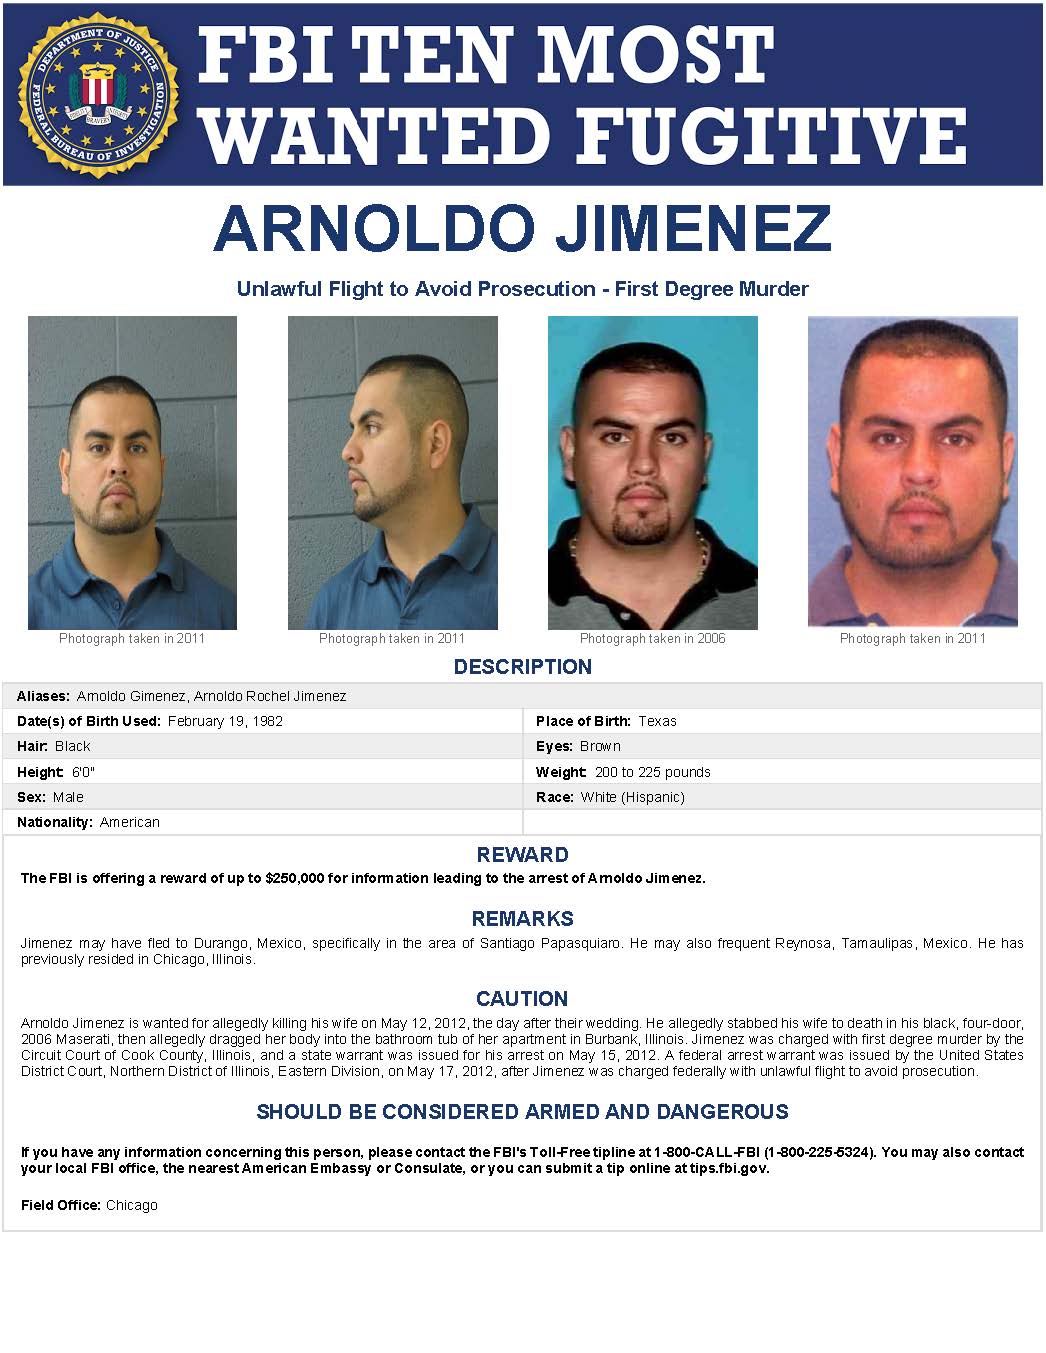 DEPARTMENT OF JUSTICE
FEDERAL BUREAU OF INVESTIGATION
FIDELITY BRAVERY INTEGRITY
FBI TEN MOST
WANTED FUGITIVE
ARNOLDO JIMENEZ
Unlawful Flight to Avoid Prosecution - First Degree Murder
Photograph taken in 2011
Photograph taken in 2011
Photograph taken in 2006
Photograph taken in 2011
DESCRIPTION
Aliases: Arnoldo Gimenez, Arnoldo Rochel Jimenez
Date(s) of Birth Used: February 19, 1982
Place of Birth: Texas
Hair: Black
Eyes: Brown
Height: 6'0"
Weight: 200 to 225 pounds
Sex: Male
Race: White (Hispanic)
Nationality: American
REWARD
The FBI is offering a reward of up to $250,000 for information leading to the arrest of Arnoldo Jimenez.
REMARKS
Jimenez may have fled to Durango, Mexico, specifically in the area of Santiago Papasquiaro. He may also frequent Reynosa, Tamaulipas, Mexico. He has
previously resided in Chicago, Illinois.
CAUTION
Arnoldo Jimenez is wanted for allegedly killing his wife on May 12, 2012, the day after their wedding. He allegedly stabbed his wife to death in his black, four-door,
2006 Maserati, then allegedly dragged her body into the bathroom tub of her apartment in Burbank, Illinois. Jimenez was charged with first degree murder by the
Circuit Court of Cook County, Illinois, and a state warrant was issued for his arrest on May 15, 2012. A federal arrest warrant was issued by the United States
District Court, Northern District of Illinois, Eastern Division, on May 17, 2012, after Jimenez was charged federally with unlawful flight to avoid prosecution.
SHOULD BE CONSIDERED ARMED AND DANGEROUS
If you have any information concerning this person, please contact the FBI's Toll-Free tipline at 1-800-CALL-FBI (1-800-225-5324). You may also contact
your local FBI office, the nearest American Embassy or Consulate, or you can submit a tip online at tips.fbi.gov.
Field Office: Chicago